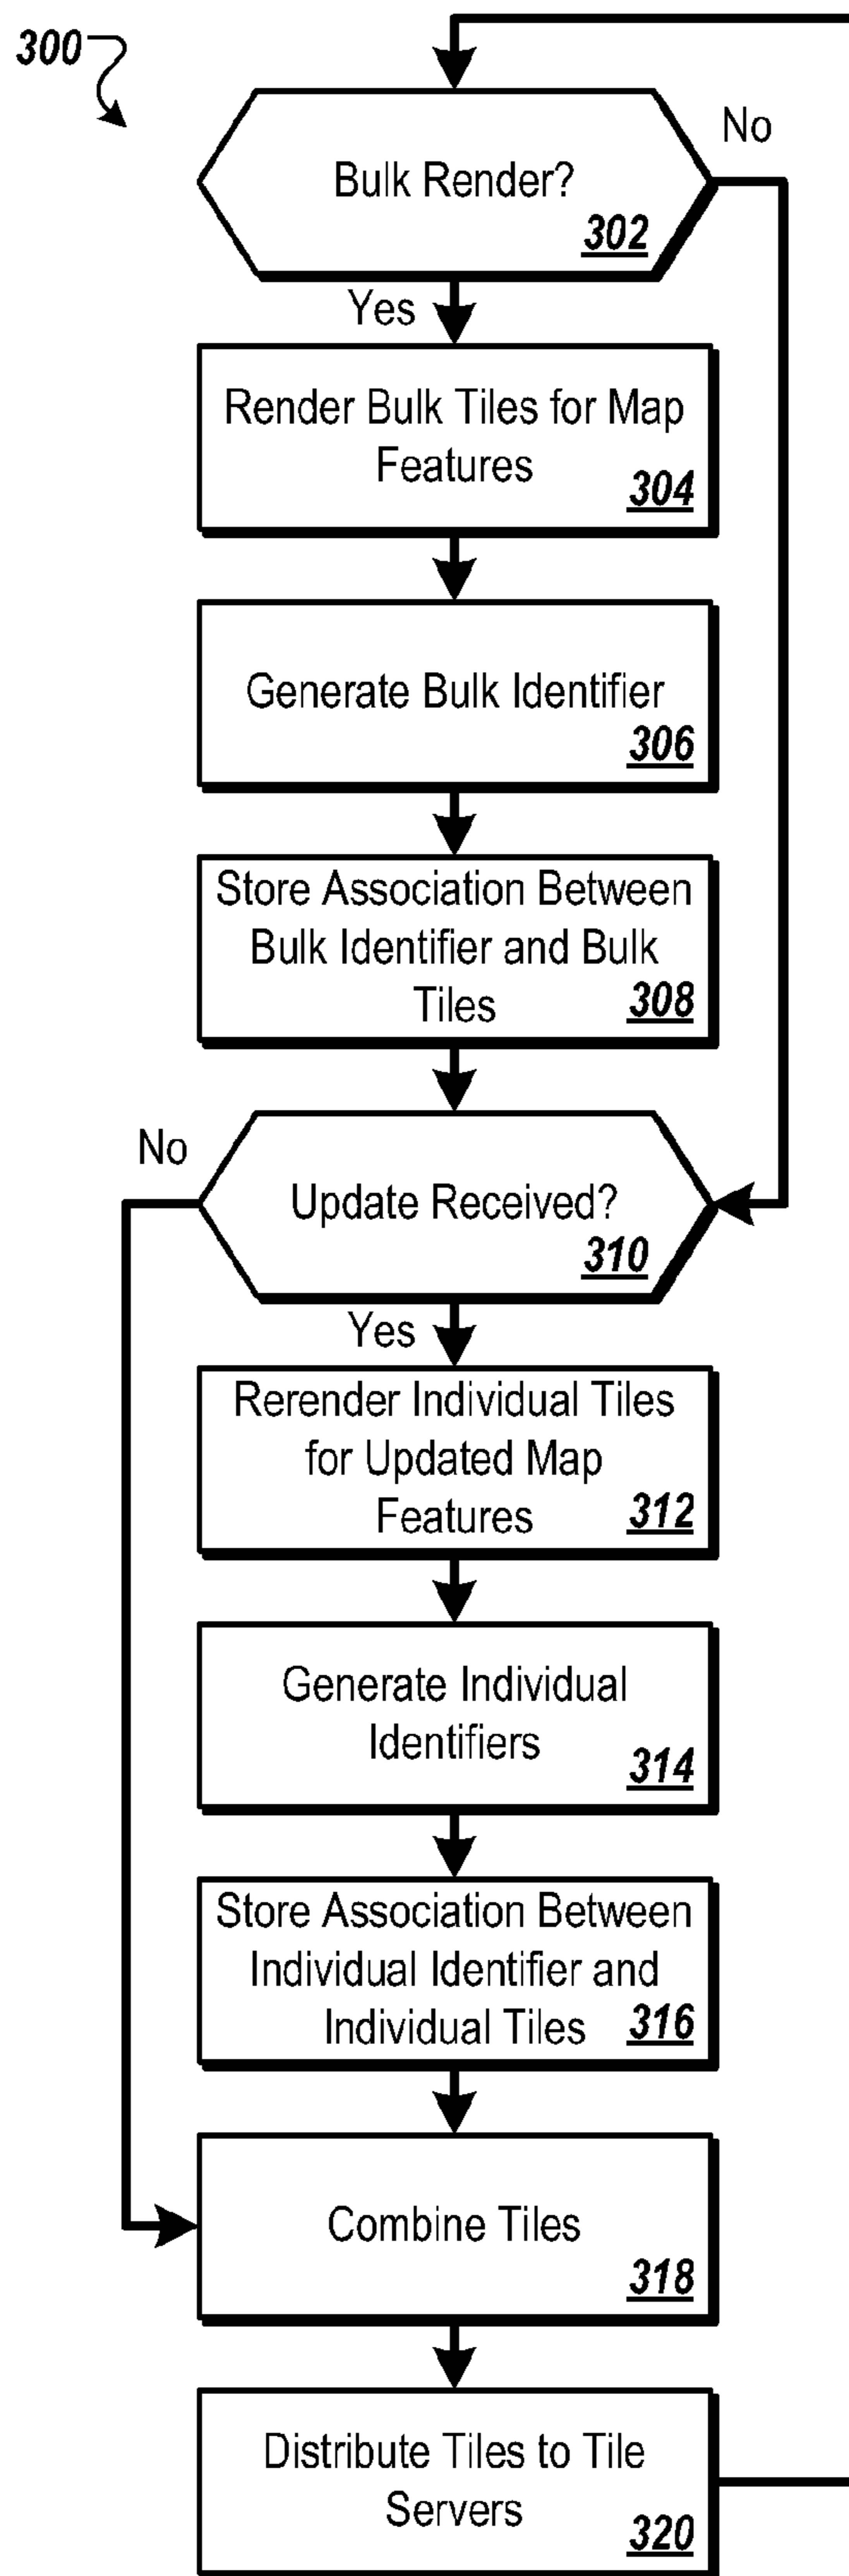 300
No
Bulk Render?
302
Yes
Render Bulk Tiles for Map
Features
304
Generate Bulk Identifier
306
Store Association Between
Bulk Identifier and Bulk
Tiles
308
No
Update Received?
310
Yes
Rerender Individual Tiles
for Updated Map
Features
312
Generate Individual
Identifiers
314
Store Association Between
Individual Identifier and
Individual Tiles
316
Combine Tiles
318
Distribute Tiles to Tile
Servers
320